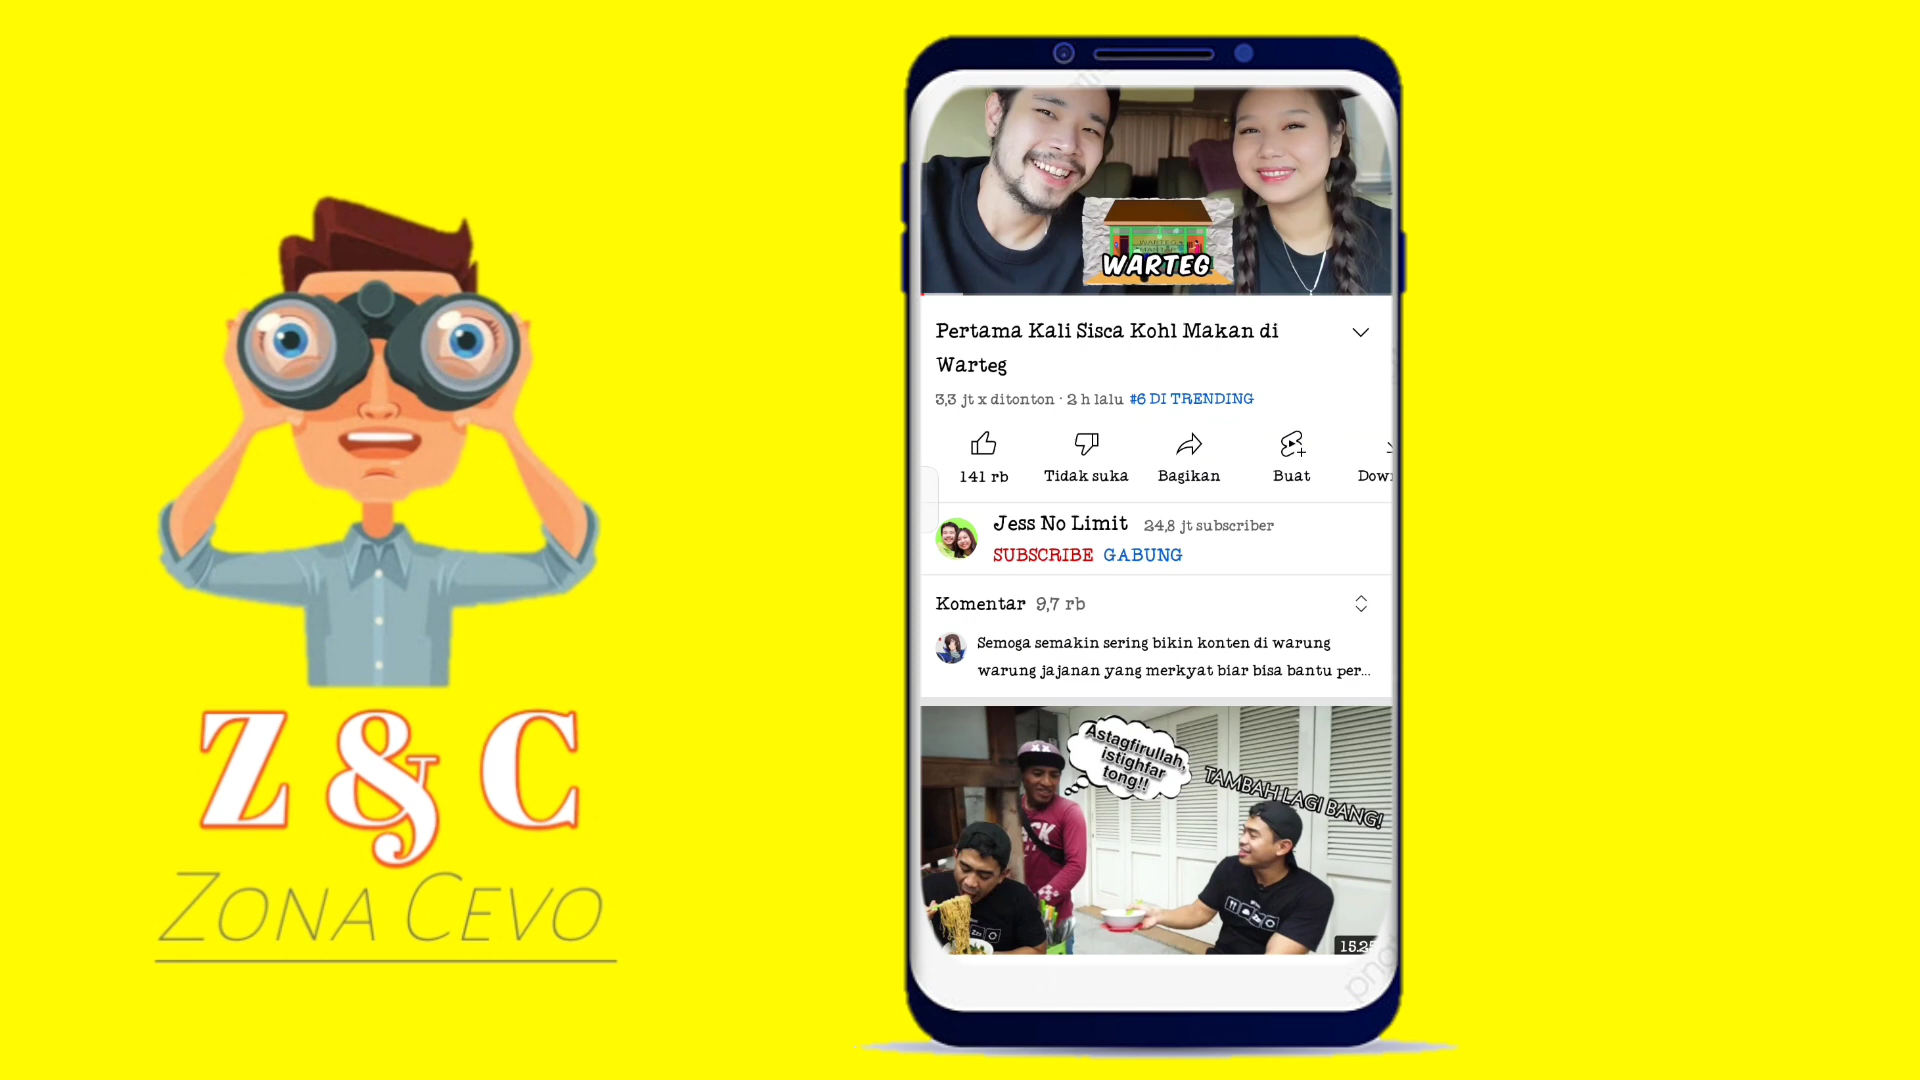 Z & C
ZONA CEVO
WARTEG MANTAP
WARTEG
Pertama Kali Sisca Kohl Makan di
Warteg
3,3 jt x ditonton · 2 h lalu #6 DI TRENDING
141 rb
Tidak suka
Bagikan
Buat
Down
Jess No Limit 24,8 jt subscriber
SUBSCRIBE GABUNG
Komentar 9,7 rb
Semoga semakin sering bikin konten di warung
warung jajanan yang merkyat biar bisa bantu per...
Astagfirullah,
istighfar
tong!!
TAMBAH LAGI BANG!